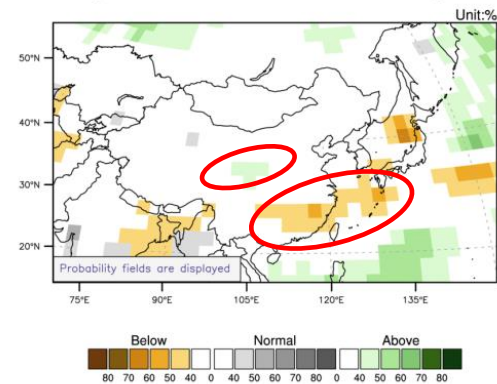 Unit:%
50°N
40°N
30°N
20°N
Probability fields are displayed
75°E 90°E 105°E 120°E 135°E
Below Normal Above
80 70 60 50 40 0 40 50 60 70 80 0 40 50 60 70 80